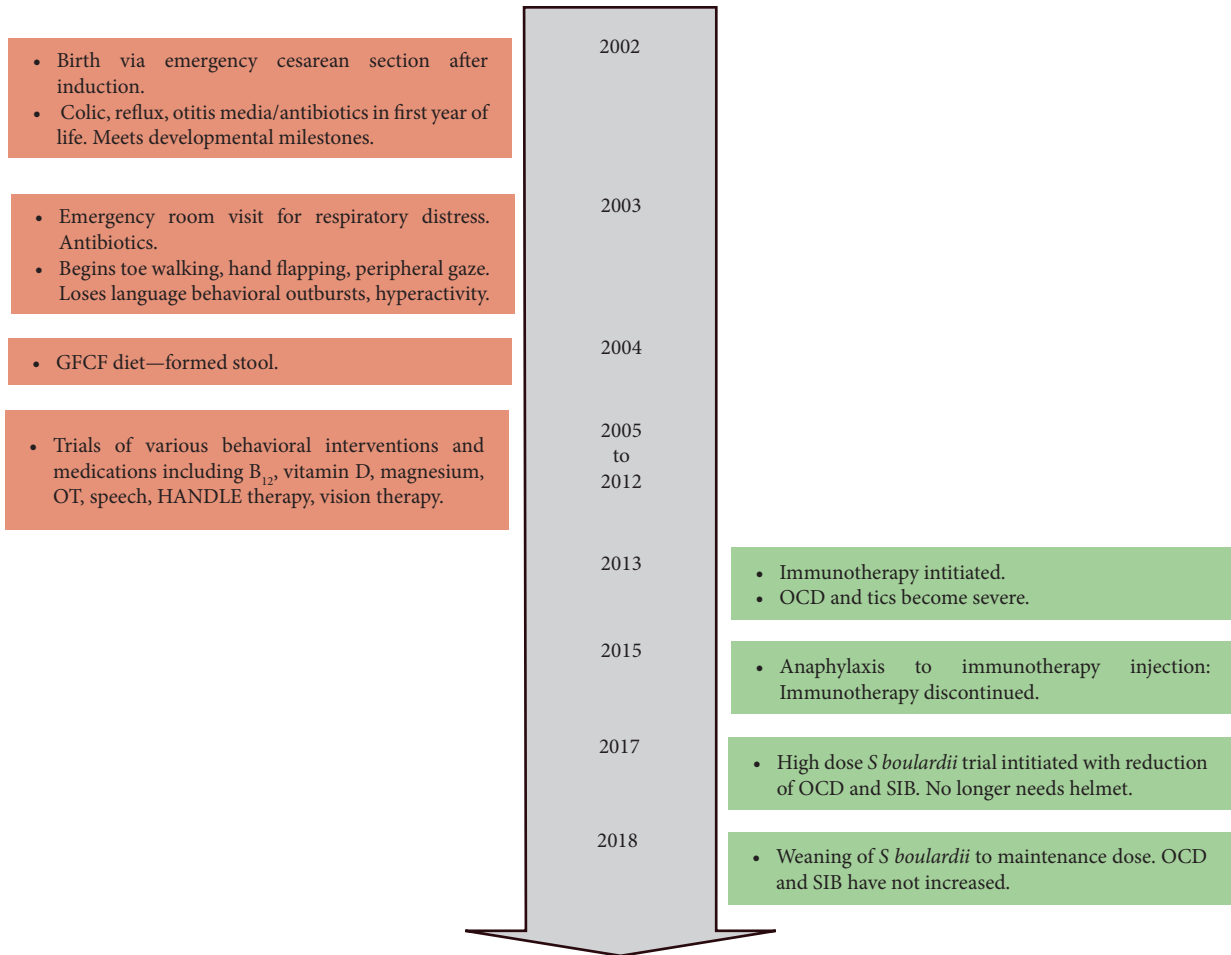 2002
• Birth via emergency cesarean section after
induction.
• Colic, reflux, otitis media/antibiotics in first year of
life. Meets developmental milestones.
2003
• Emergency room visit for respiratory distress.
Antibiotics.
• Begins toe walking, hand flapping, peripheral gaze.
Loses language behavioral outbursts, hyperactivity.
2004
• GFCF diet—formed stool.
2005
to
2012
• Trials of various behavioral interventions and
medications including B₁₂, vitamin D, magnesium,
OT, speech, HANDLE therapy, vision therapy.
2013
• Immunotherapy intitiated.
• OCD and tics become severe.
2015
• Anaphylaxis to immunotherapy injection:
Immunotherapy discontinued.
2017
• High dose S boulardii trial intitiated with reduction
of OCD and SIB. No longer needs helmet.
2018
• Weaning of S boulardii to maintenance dose. OCD
and SIB have not increased.